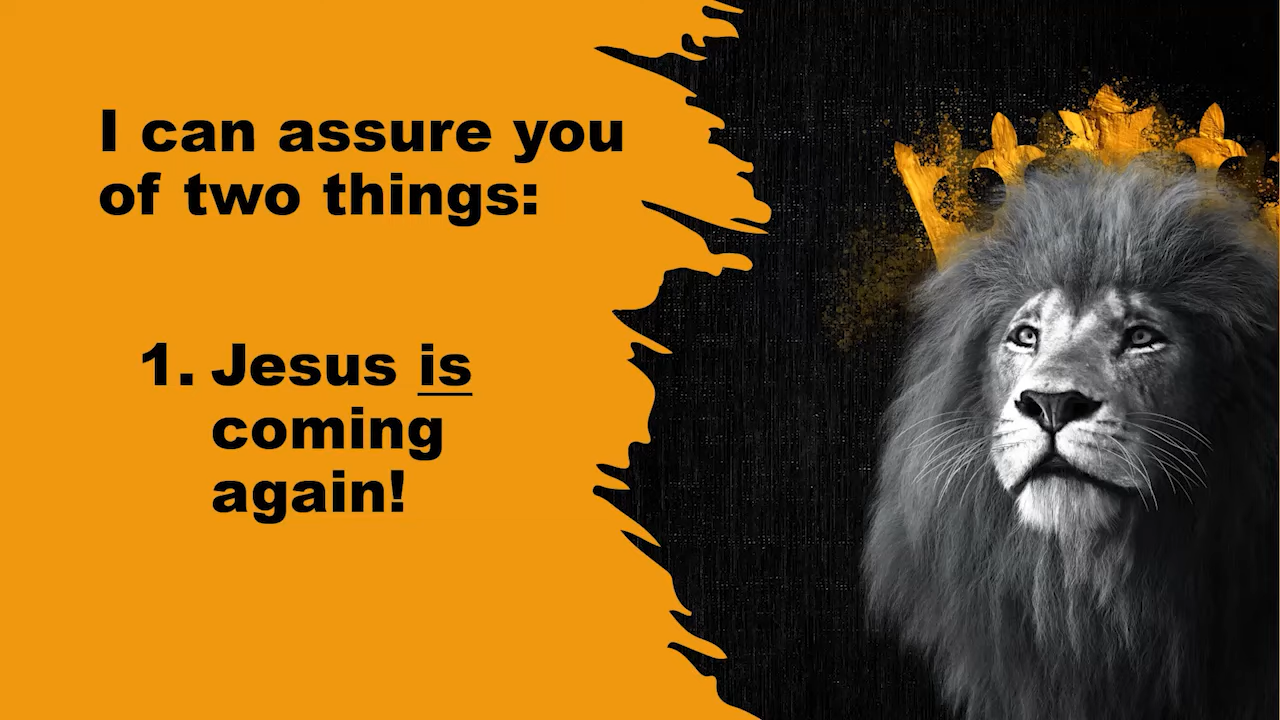 I can assure you
of two things:
1. Jesus is
coming
again!